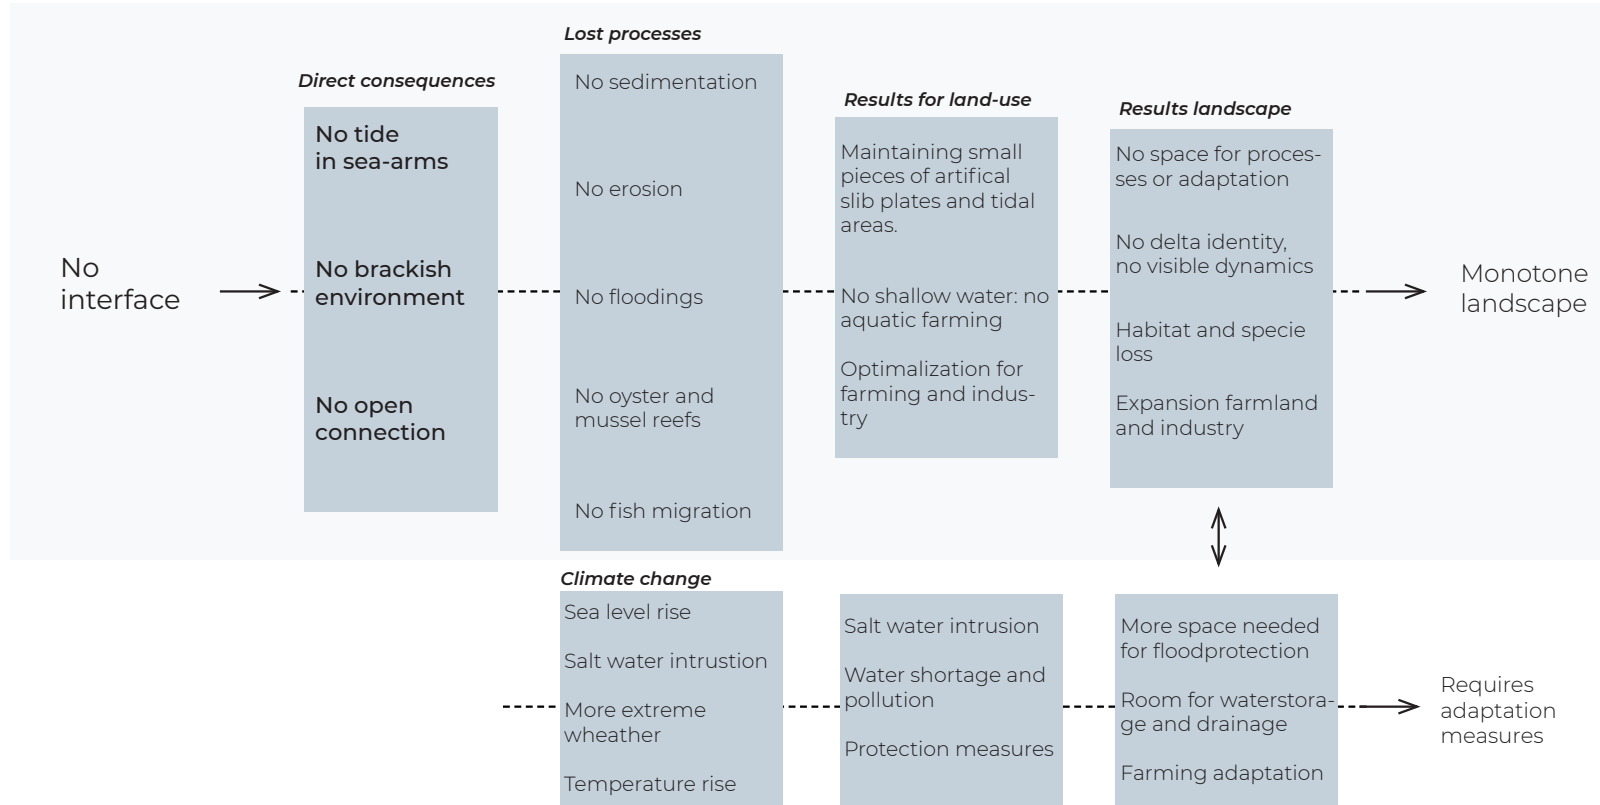 No
interface
Direct consequences
No tide
in sea-arms
No brackish
environment
No open
connection
Lost processes
No sedimentation
No erosion
No floodings
No oyster and
mussel reefs
No fish migration
Results for land-use
Maintaining small
pieces of artifical
slib plates and tidal
areas.
No shallow water: no
aquatic farming
Optimalization for
farming and indus-
try
Results landscape
No space for proces-
ses or adaptation
No delta identity,
no visible dynamics
Habitat and specie
loss
Expansion farmland
and industry
Monotone
landscape
Climate change
Sea level rise
Salt water intrustion
More extreme
wheather
Temperature rise
Salt water intrusion
Water shortage and
pollution
Protection measures
More space needed
for floodprotection
Room for waterstora-
ge and drainage
Farming adaptation
Requires
adaptation
measures